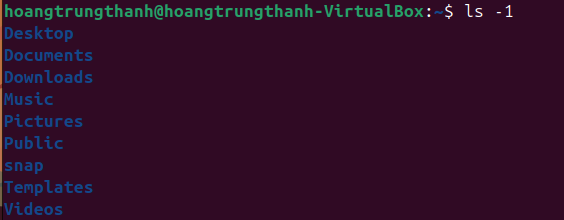 hoangtrungthanh@hoangtrungthanh-VirtualBox:~$ ls -1
Desktop
Documents
Downloads
Music
Pictures
Public
snap
Templates
Videos